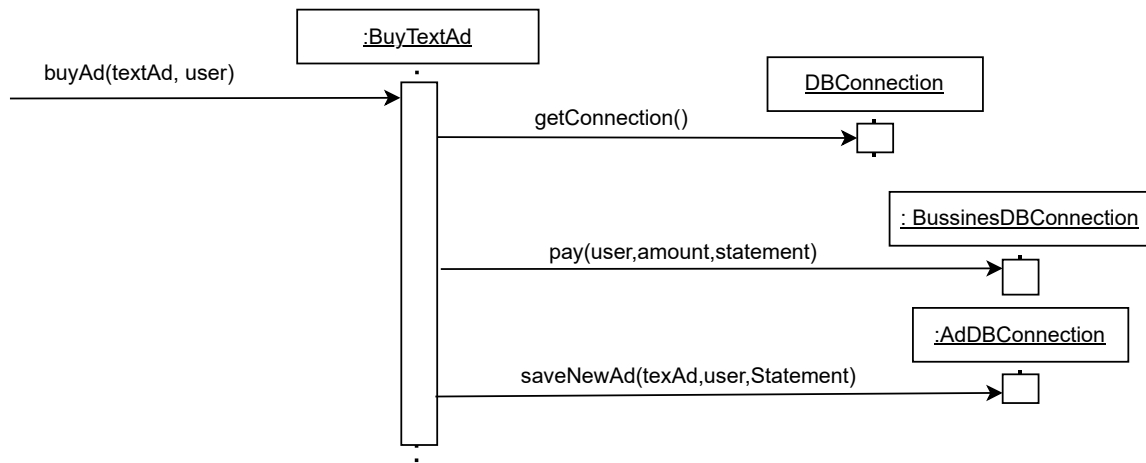 :BuyTextAd
buyAd(textAd, user)
DBConnection
getConnection()
: BussinesDBConnection
pay(user,amount,statement)
:AdDBConnection
saveNewAd(texAd,user,Statement)